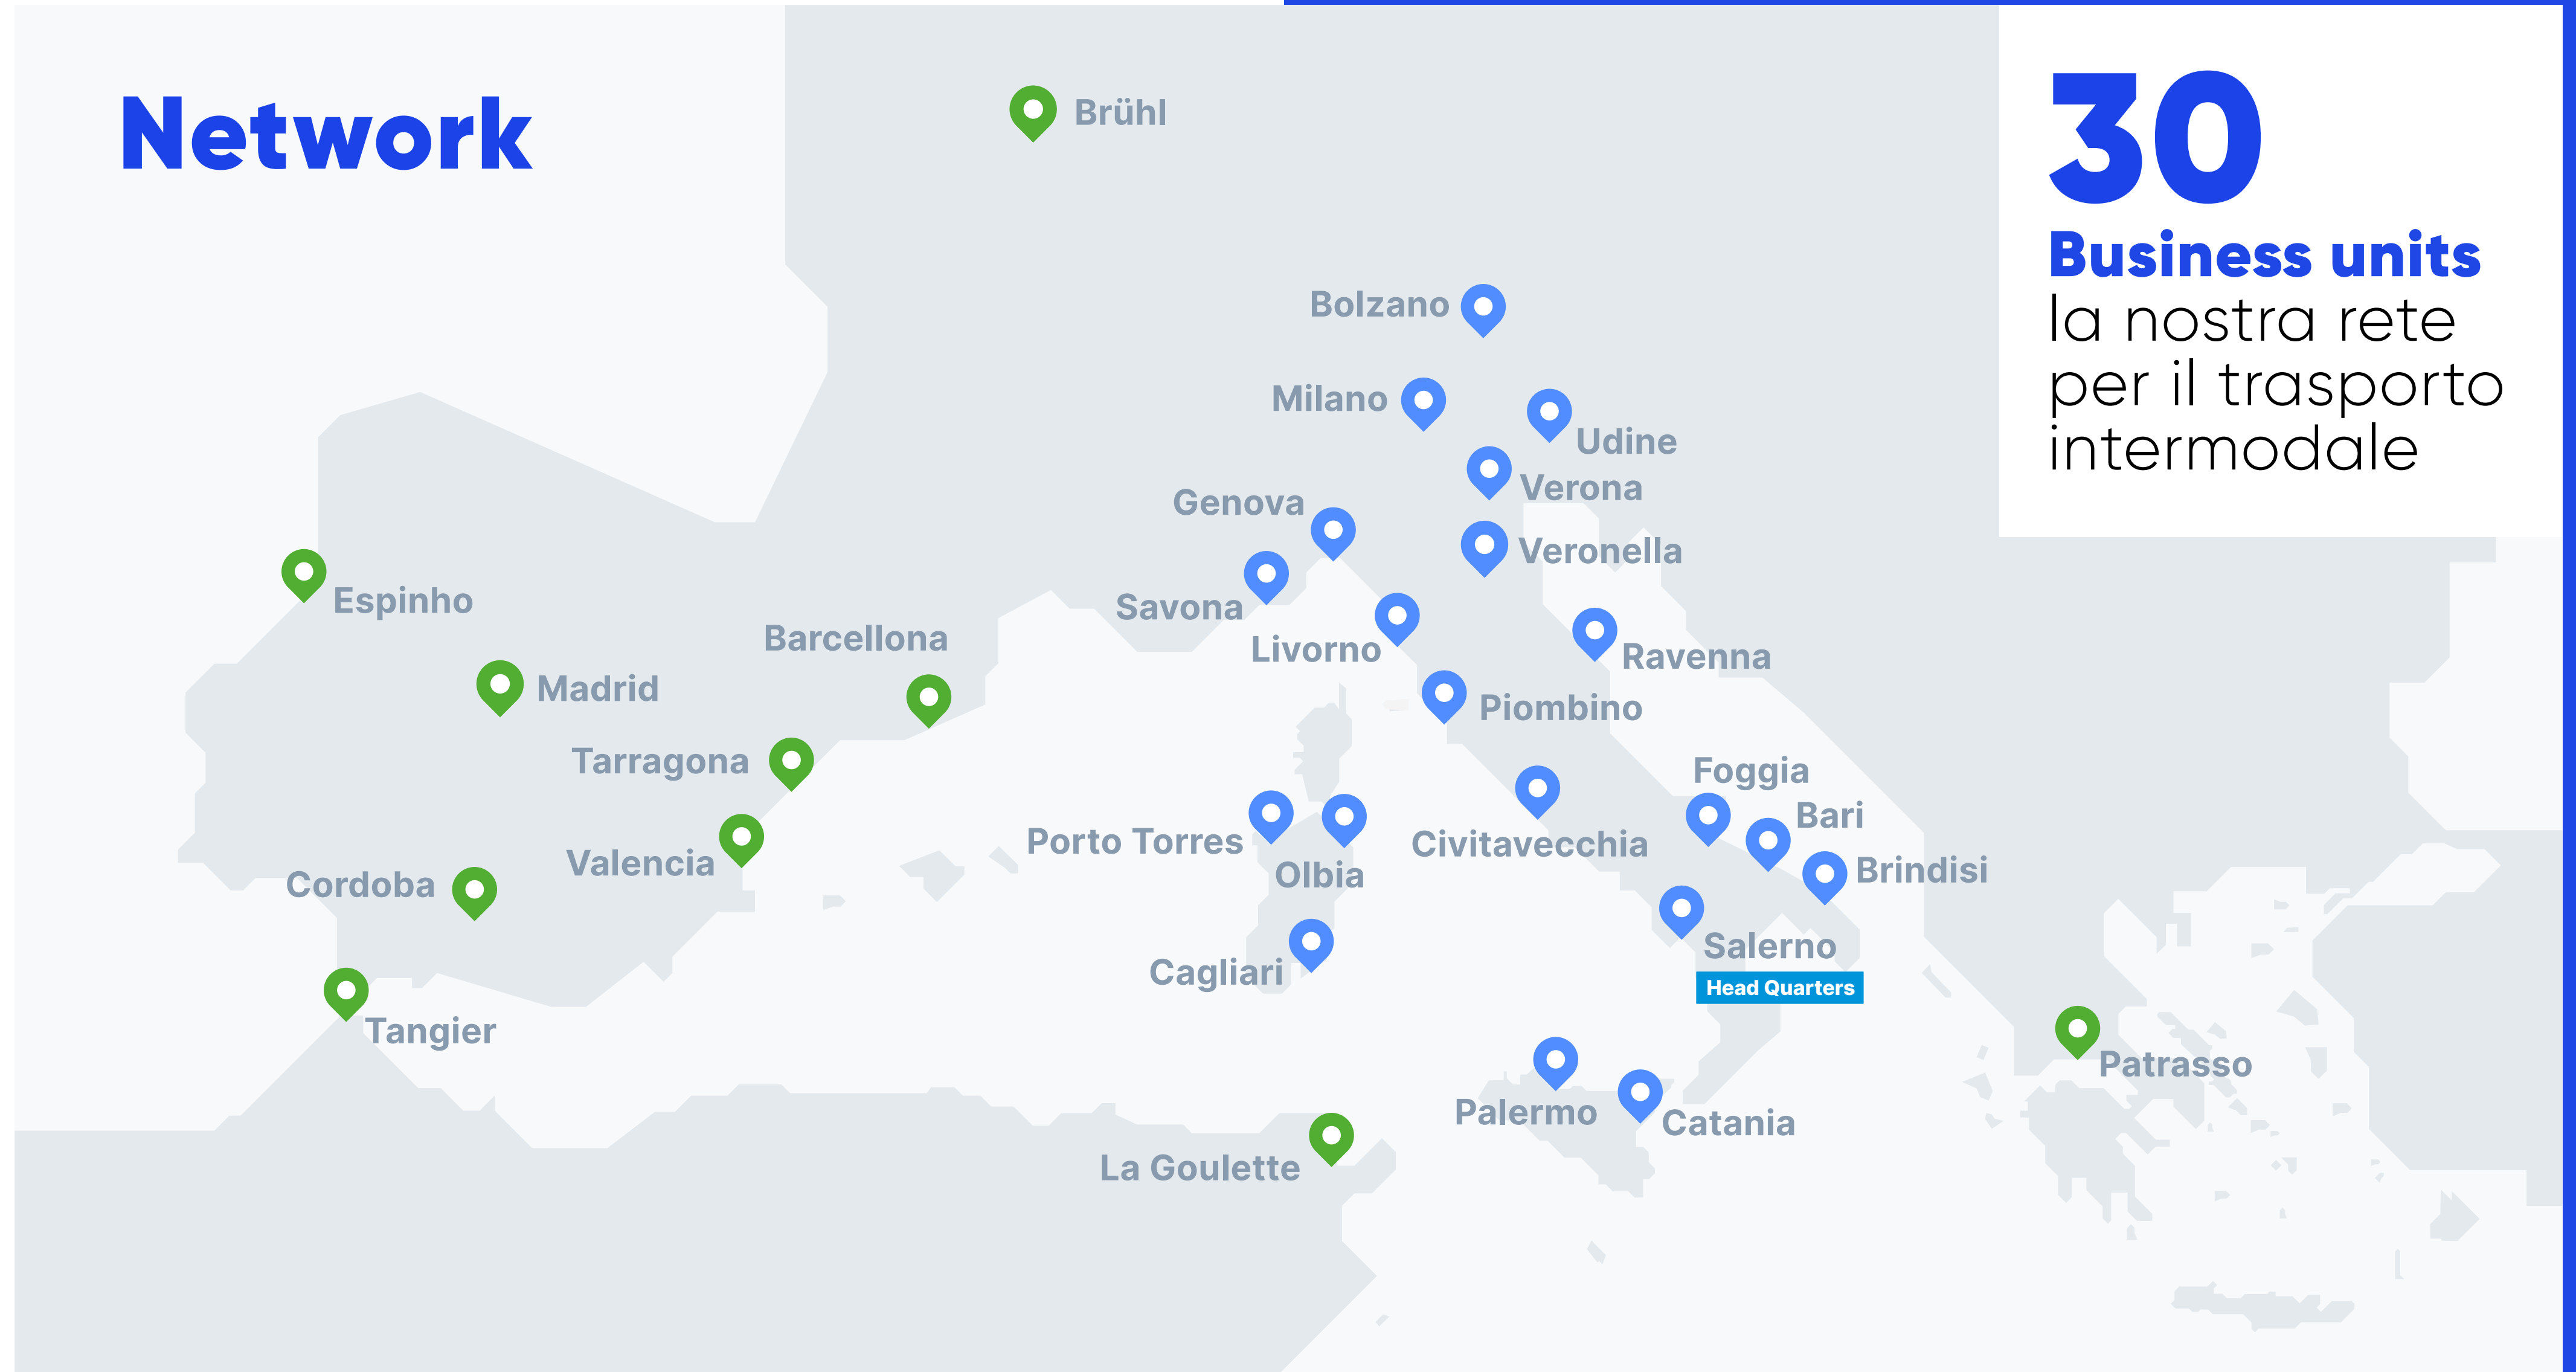 Network
30
Business units
la nostra rete
per il trasporto
intermodale
Brühl
Bolzano
Milano
Udine
Verona
Genova
Veronella
Savona
Espinho
Barcellona
Livorno
Ravenna
Madrid
Piombino
Tarragona
Foggia
Bari
Porto Torres
Civitavecchia
Valencia
Brindisi
Olbia
Cordoba
Salerno
Head Quarters
Cagliari
Tangier
Patrasso
Palermo
Catania
La Goulette